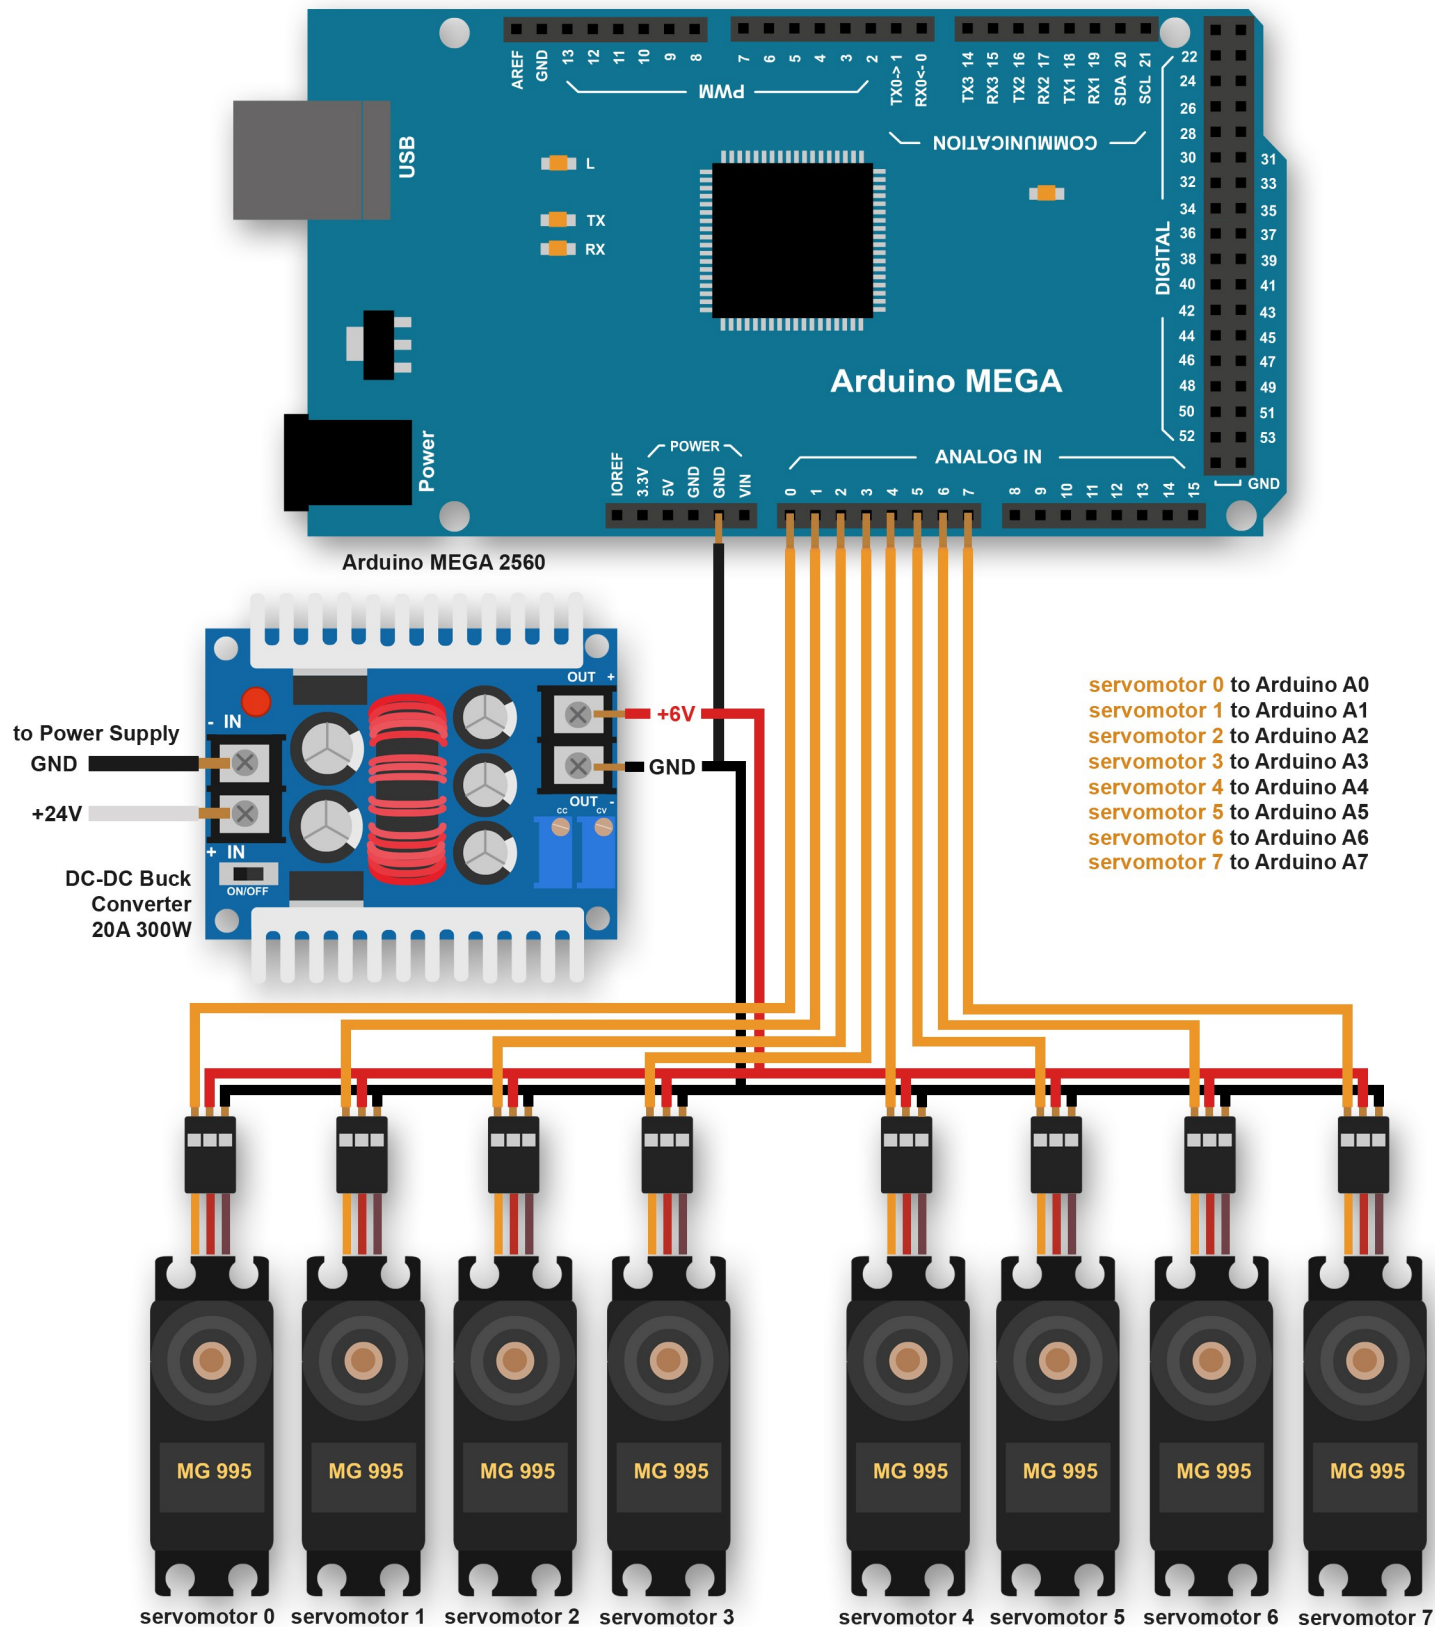 AREF
GND
13
12
11
10
9
8
7
6
5
4
3
2
TX0-> 1
RX0<- 0
TX3 14
RX3 15
TX2 16
RX2 17
TX1 18
RX1 19
SDA 20
SCL 21
PWM
COMMUNICATION
USB
L
TX
RX
22
24
26
28
30
32
34
36
38
40
42
44
46
48
50
52
DIGITAL
31
33
35
37
39
41
43
45
47
49
51
53
GND
Arduino MEGA
Power
POWER
IOREF
3.3V
5V
GND
GND
VIN
ANALOG IN
0
1
2
3
4
5
6
7
8
9
10
11
12
13
14
15
Arduino MEGA 2560
OUT +
- IN
to Power Supply
GND
+24V
+ IN
ON/OFF
+6V
GND
OUT -
CC
CV
DC-DC Buck
Converter
20A 300W
servomotor 0 to Arduino A0
servomotor 1 to Arduino A1
servomotor 2 to Arduino A2
servomotor 3 to Arduino A3
servomotor 4 to Arduino A4
servomotor 5 to Arduino A5
servomotor 6 to Arduino A6
servomotor 7 to Arduino A7
MG 995
MG 995
MG 995
MG 995
MG 995
MG 995
MG 995
MG 995
servomotor 0
servomotor 1
servomotor 2
servomotor 3
servomotor 4
servomotor 5
servomotor 6
servomotor 7